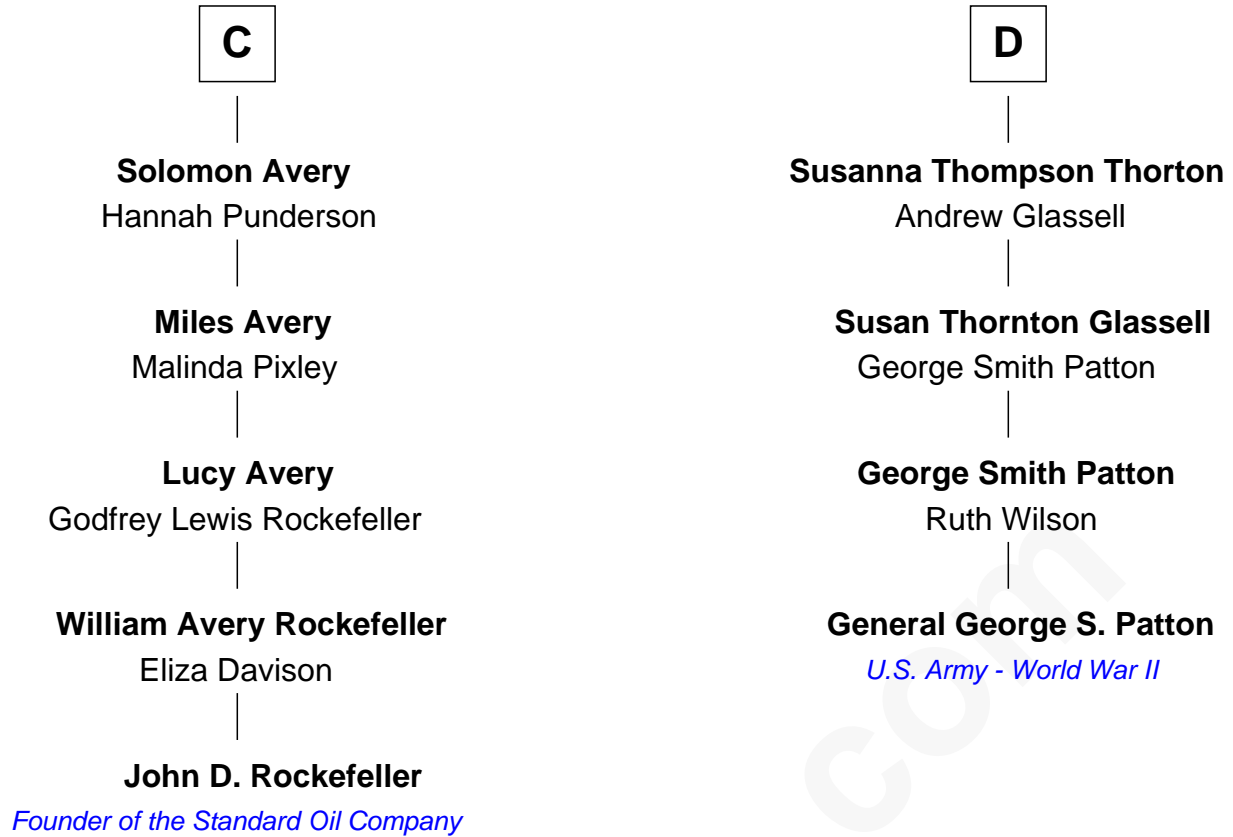 C
Solomon Avery
Hannah Punderson
Miles Avery
Malinda Pixley
Lucy Avery
Godfrey Lewis Rockefeller
William Avery Rockefeller
Eliza Davison
John D. Rockefeller
Founder of the Standard Oil Company
D
Susanna Thompson Thorton
Andrew Glassell
Susan Thornton Glassell
George Smith Patton
George Smith Patton
Ruth Wilson
General George S. Patton
U.S. Army - World War II
com